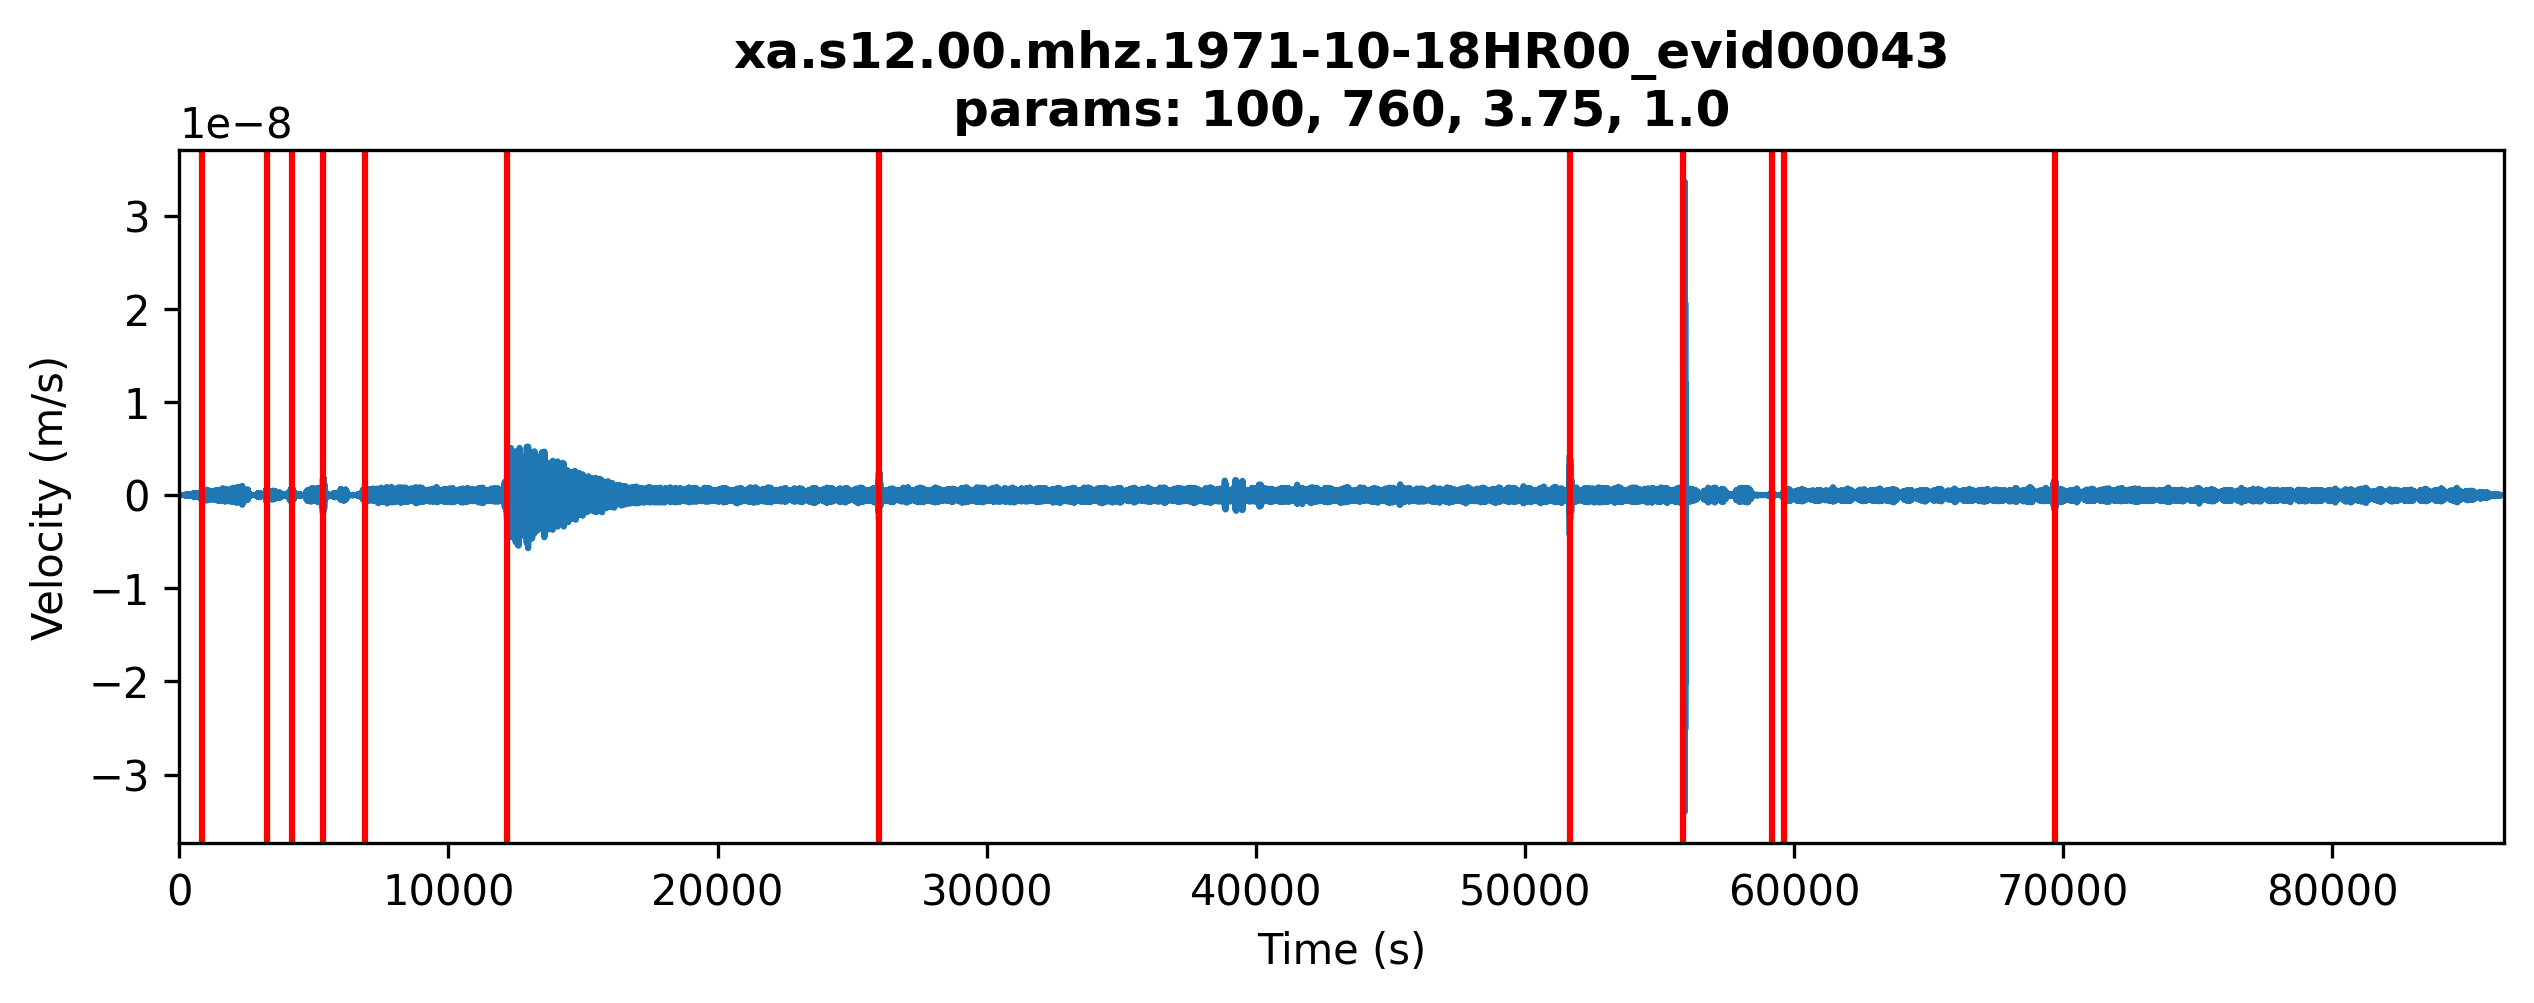 xa.s12.00.mhz.1971-10-18HR00_evid00043
params: 100, 760, 3.75, 1.0
1e−8
3
2
1
0
−1
−2
−3
Velocity (m/s)
0 10000 20000 30000 40000 50000 60000 70000 80000
Time (s)